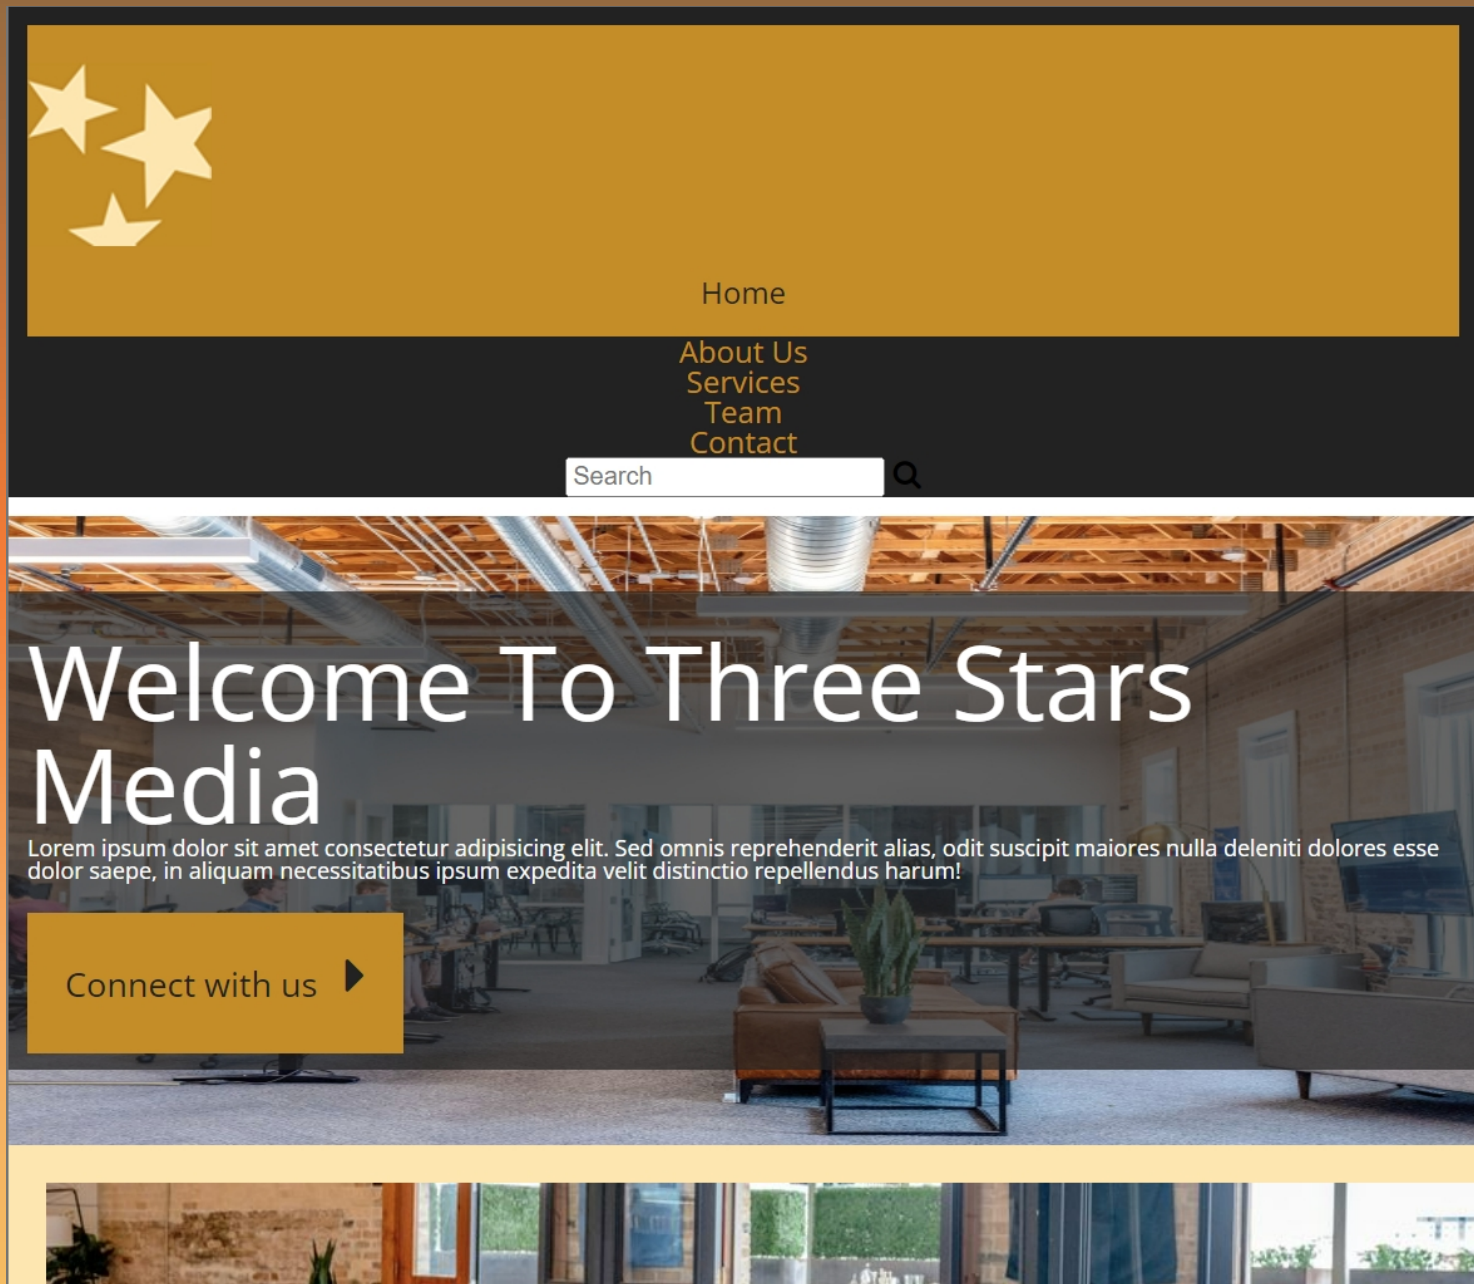 Home
About Us
Services
Team
Contact
Search
Welcome To Three Stars
Media
Lorem ipsum dolor sit amet consectetur adipisicing elit. Sed omnis reprehenderit alias, odit suscipit maiores nulla deleniti dolores esse
dolor saepe, in aliquam necessitatibus ipsum expedita velit distinctio repellendus harum!
Connect with us